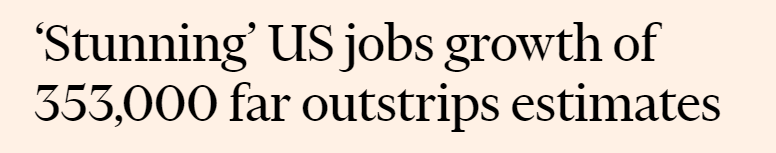 ‘Stunning’ US jobs growth of
353,000 far outstrips estimates